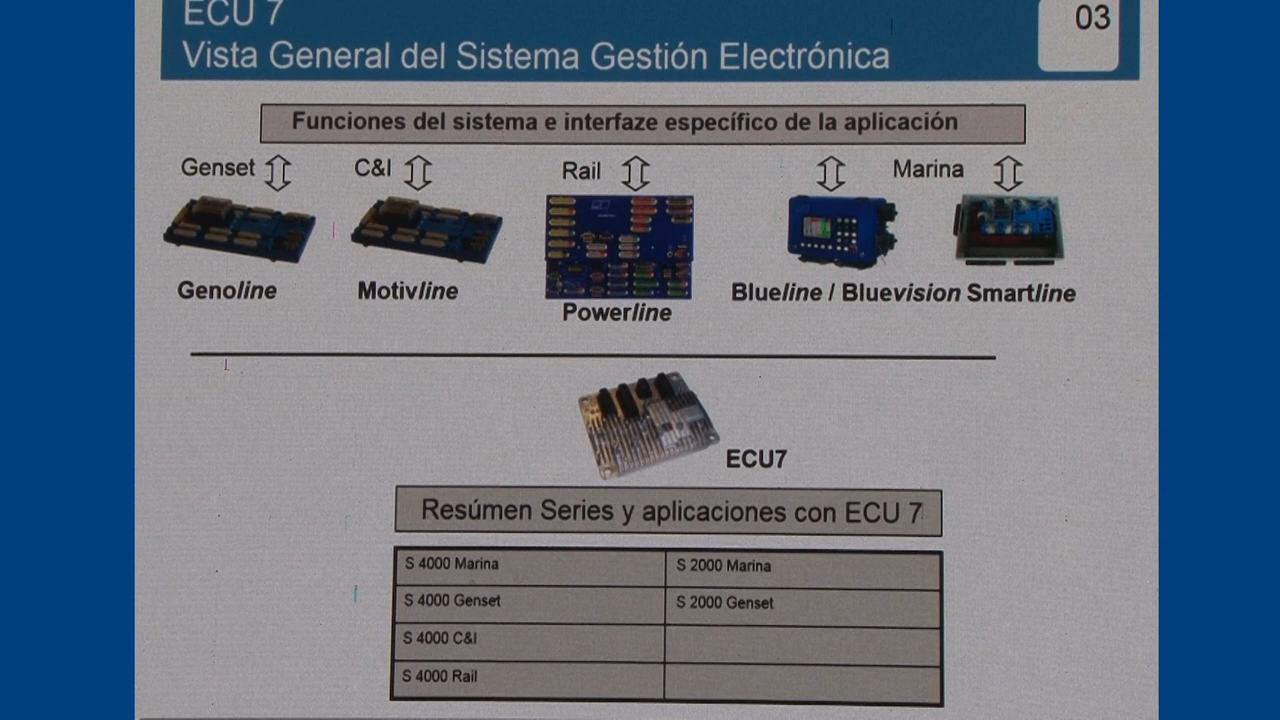 ECU 7
03
Vista General del Sistema Gestión Electrónica
Funciones del sistema e interfaze específico de la aplicación
Genset
C&I
Rail
Marina
Genoline
Motivline
Powerline
Blueline / Bluevision Smartline
ECU7
Resúmen Series y aplicaciones con ECU 7
S 4000 Marina
S 2000 Marina
S 4000 Genset
S 2000 Genset
S 4000 C&I
S 4000 Rail